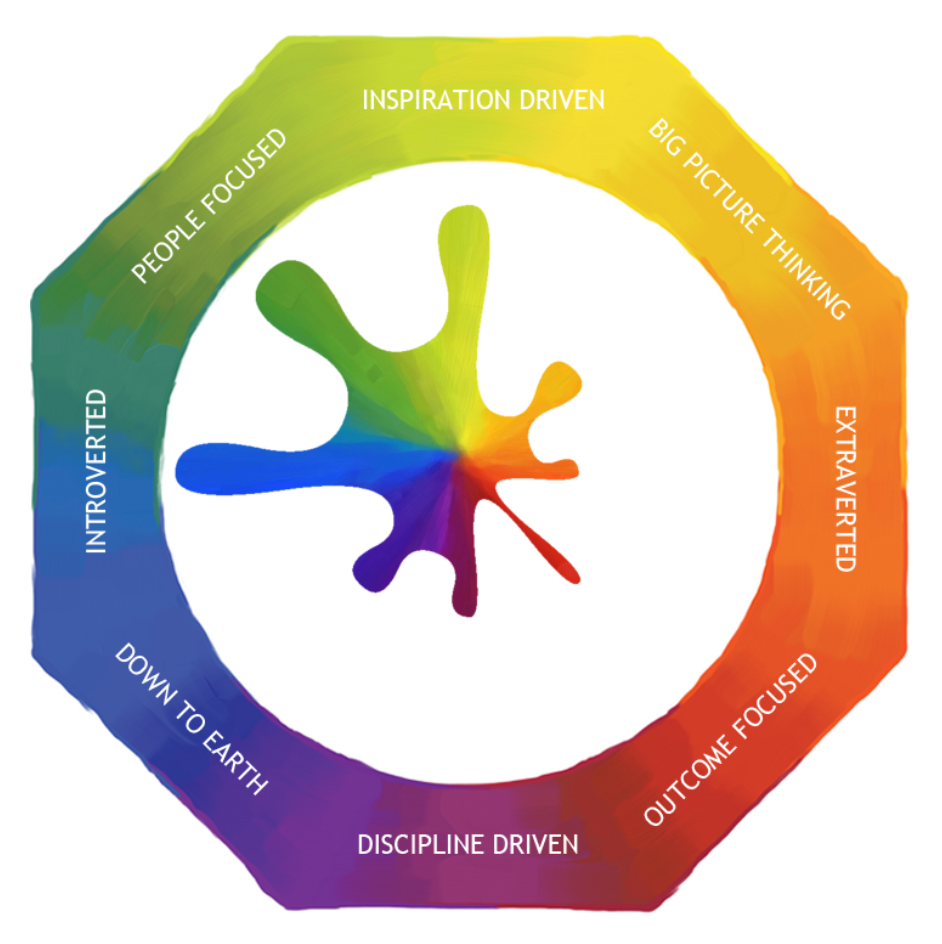 INSPIRATION DRIVEN
BIG PICTURE THINKING
EXTRAVERTED
OUTCOME FOCUSED
DISCIPLINE DRIVEN
DOWN TO EARTH
INTROVERTED
PEOPLE FOCUSED